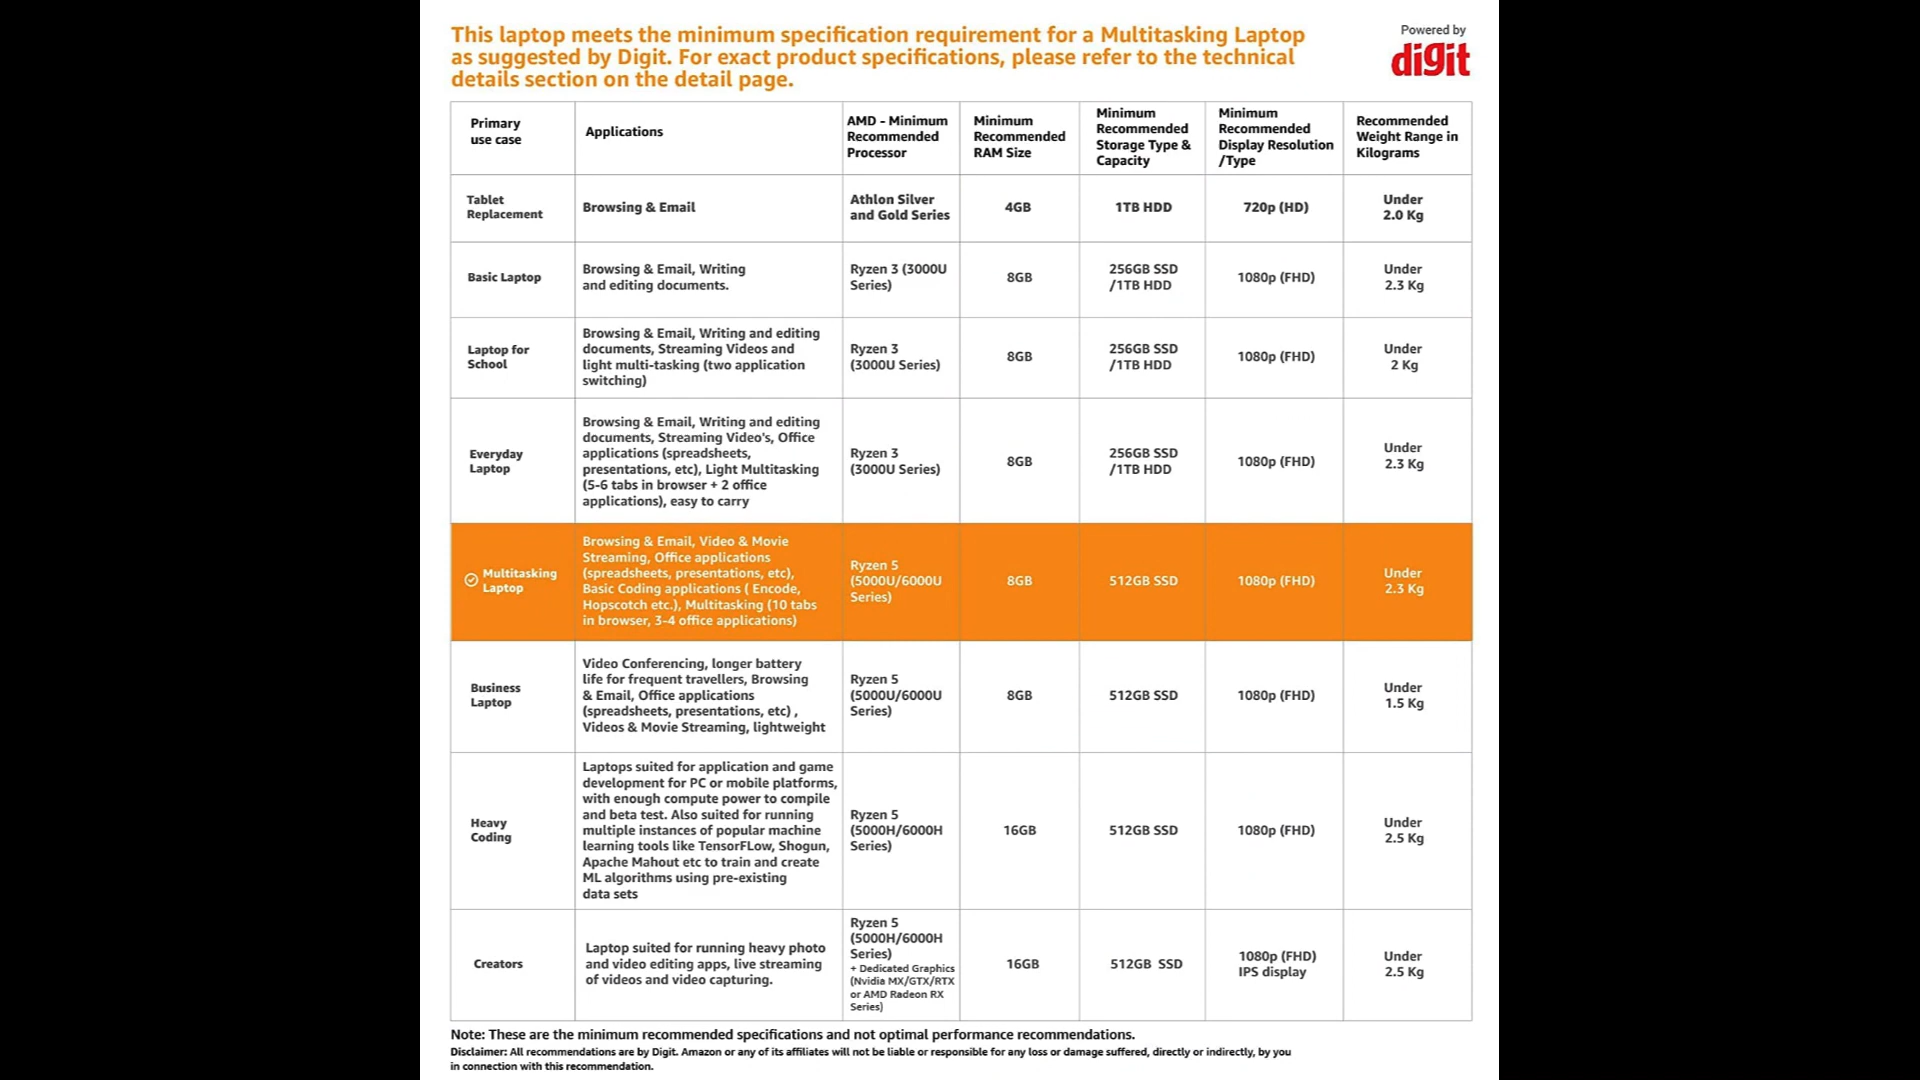 This laptop meets the minimum specification requirement for a Multitasking Laptop
as suggested by Digit. For exact product specifications, please refer to the technical
details section on the detail page.
Powered by
digit
Primary
use case
Applications
AMD - Minimum
Recommended
Processor
Minimum
Recommended
RAM Size
Minimum
Recommended
Storage Type &
Capacity
Minimum
Recommended
Display Resolution
/Type
Recommended
Weight Range in
Kilograms
Tablet
Replacement
Browsing & Email
Athlon Silver
and Gold Series
4GB
1TB HDD
720p (HD)
Under
2.0 Kg
Basic Laptop
Browsing & Email, Writing
and editing documents.
Ryzen 3 (3000U
Series)
8GB
256GB SSD
/1TB HDD
1080p (FHD)
Under
2.3 Kg
Laptop for
School
Browsing & Email, Writing and editing
documents, Streaming Videos and
light multi-tasking (two application
switching)
Ryzen 3
(3000U Series)
8GB
256GB SSD
/1TB HDD
1080p (FHD)
Under
2 Kg
Everyday
Laptop
Browsing & Email, Writing and editing
documents, Streaming Video's, Office
applications (spreadsheets,
presentations, etc), Light Multitasking
(5-6 tabs in browser + 2 office
applications), easy to carry
Ryzen 3
(3000U Series)
8GB
256GB SSD
/1TB HDD
1080p (FHD)
Under
2.3 Kg
Multitasking
Laptop
Browsing & Email, Video & Movie
Streaming, Office applications
(spreadsheets, presentations, etc),
Basic Coding applications ( Encode,
Hopscotch etc.), Multitasking (10 tabs
in browser, 3-4 office applications)
Ryzen 5
(5000U/6000U
Series)
8GB
512GB SSD
1080p (FHD)
Under
2.3 Kg
Business
Laptop
Video Conferencing, longer battery
life for frequent travellers, Browsing
& Email, Office applications
(spreadsheets, presentations, etc) ,
Videos & Movie Streaming, lightweight
Ryzen 5
(5000U/6000U
Series)
8GB
512GB SSD
1080p (FHD)
Under
1.5 Kg
Heavy
Coding
Laptops suited for application and game
development for PC or mobile platforms,
with enough compute power to compile
and beta test. Also suited for running
multiple instances of popular machine
learning tools like TensorFLow, Shogun,
Apache Mahout etc to train and create
ML algorithms using pre-existing
data sets
Ryzen 5
(5000H/6000H
Series)
16GB
512GB SSD
1080p (FHD)
Under
2.5 Kg
Creators
Laptop suited for running heavy photo
and video editing apps, live streaming
of videos and video capturing.
Ryzen 5
(5000H/6000H
Series)
+ Dedicated Graphics
(Nvidia MX/GTX/RTX
or AMD Radeon RX
Series)
16GB
512GB SSD
1080p (FHD)
IPS display
Under
2.5 Kg
Note: These are the minimum recommended specifications and not optimal performance recommendations.
Disclaimer: All recommendations are by Digit. Amazon or any of its affiliates will not be liable or responsible for any loss or damage suffered, directly or indirectly, by you
in connection with this recommendation.